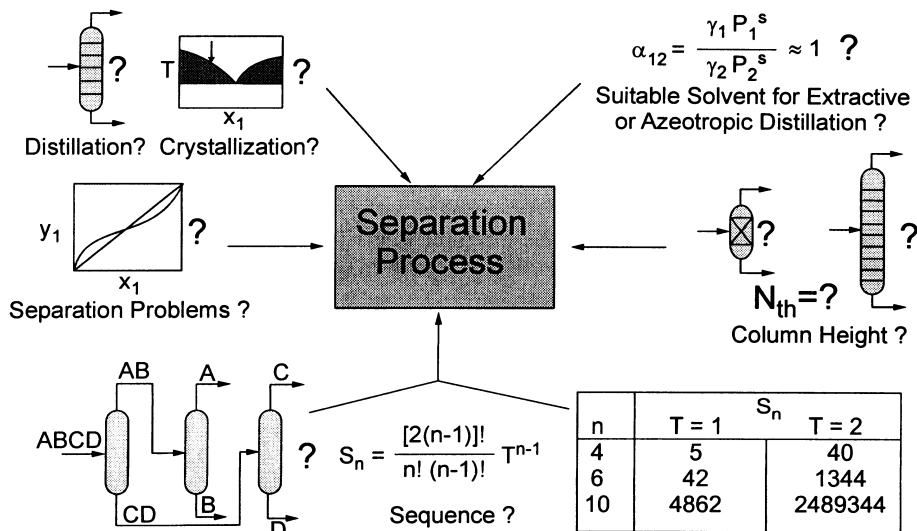 ?
T
?
x₁
Distillation?
Crystallization?
α₁₂ = γ₁ P₁ˢ / γ₂ P₂ˢ ≈ 1 ?
Suitable Solvent for Extractive
or Azeotropic Distillation ?
y₁
?
x₁
Separation Problems ?
Separation
Process
?
?
Nth=?
Column Height ?
AB
A
C
ABCD
?
CD
B
D
Sₙ = [2(n-1)]! / n! (n-1)! Tⁿ⁻¹
Sequence ?
Sₙ
n T = 1 T = 2
4 5 40
6 42 1344
10 4862 2489344